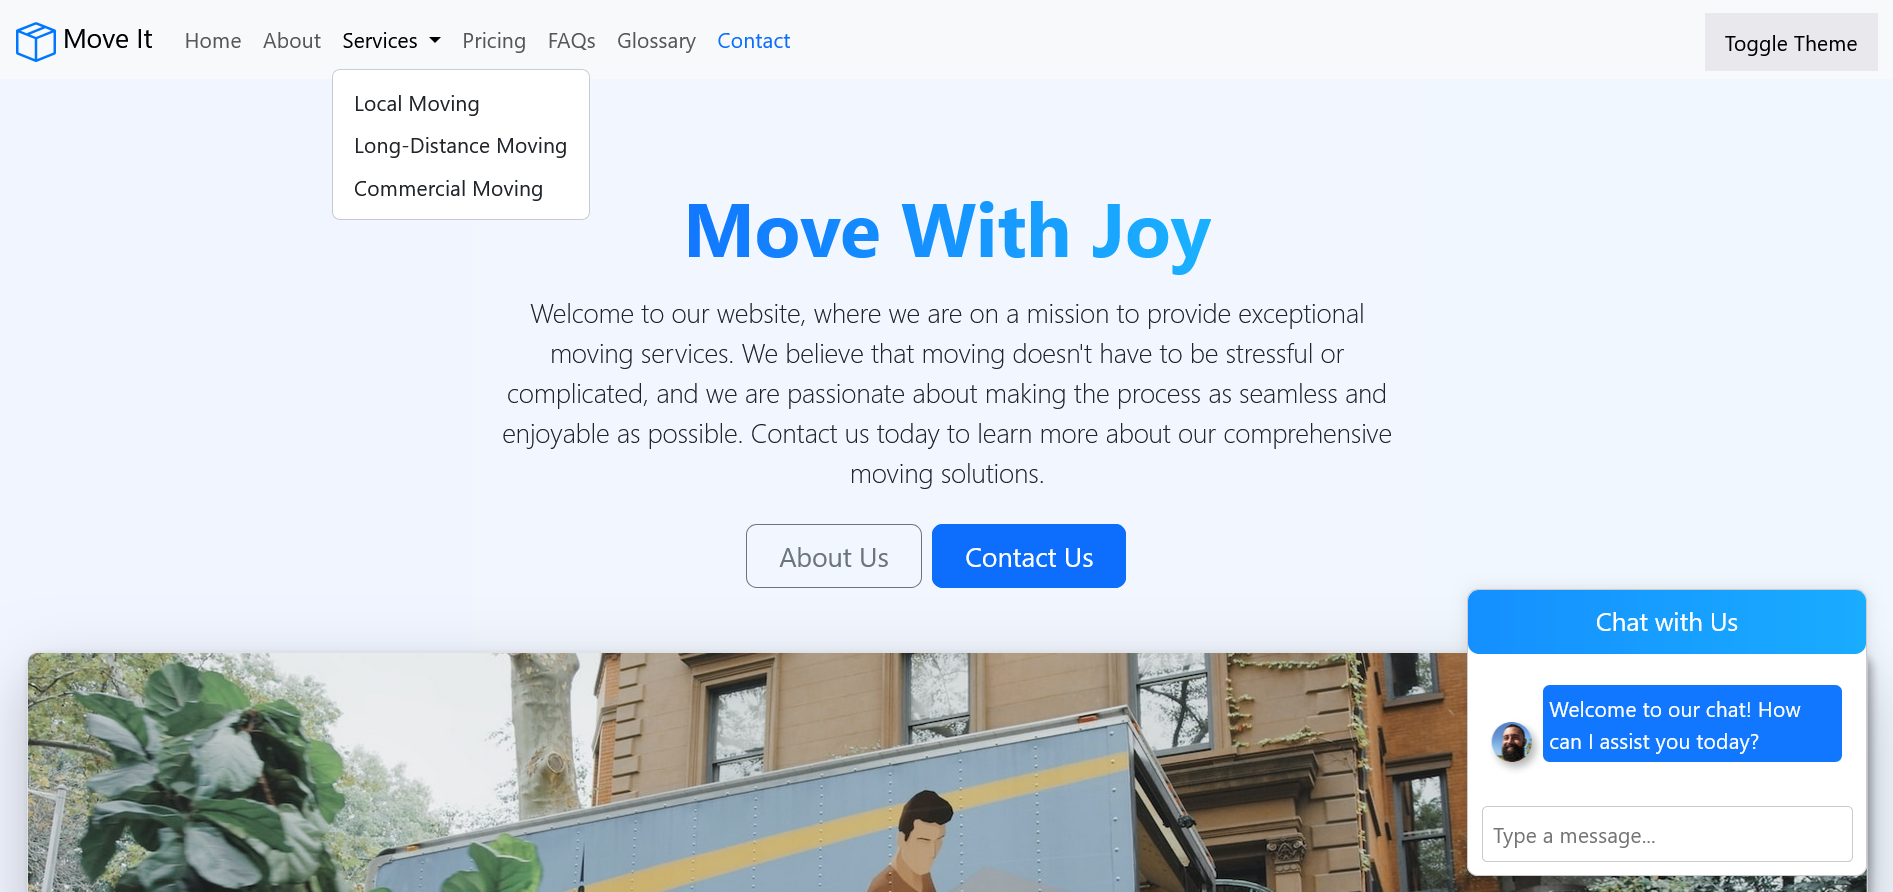 Move It
Home About Services Pricing FAQs Glossary Contact
Toggle Theme
Local Moving
Long-Distance Moving
Commercial Moving
Move With Joy
Welcome to our website, where we are on a mission to provide exceptional
moving services. We believe that moving doesn't have to be stressful or
complicated, and we are passionate about making the process as seamless and
enjoyable as possible. Contact us today to learn more about our comprehensive
moving solutions.
About Us Contact Us
Chat with Us
Welcome to our chat! How
can I assist you today?
Type a message...